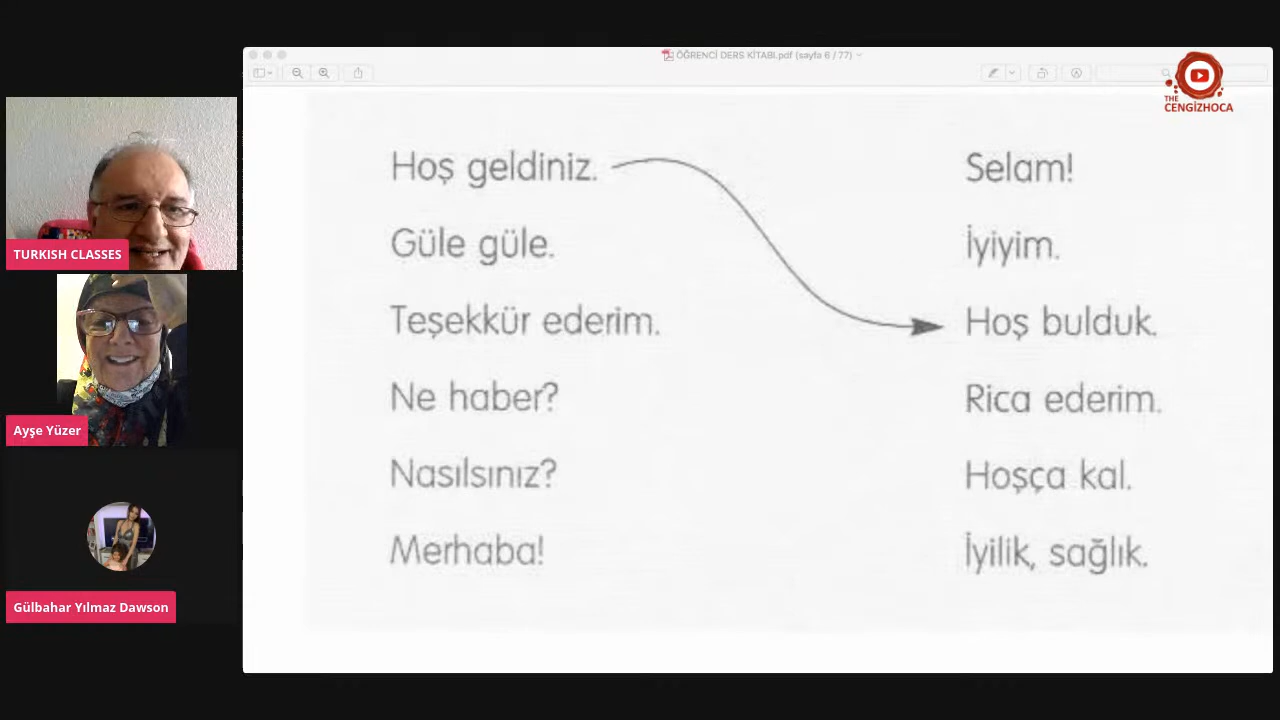 ÖĞRENCİ DERS KİTABI.pdf (sayfa 6 / 77)
THE
CENGİZHOCA
TURKISH CLASSES
Ayşe Yüzer
Gülbahar Yılmaz Dawson
Hoş geldiniz.
Güle güle.
Teşekkür ederim.
Ne haber?
Nasılsınız?
Merhaba!
Selam!
İyiyim.
Hoş bulduk.
Rica ederim.
Hoşça kal.
İyilik, sağlık.